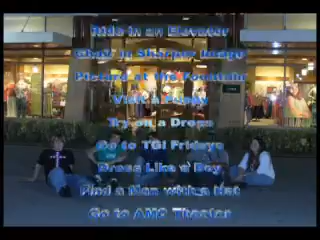 Ride in an Elevator
Chair in Sharper Image
Picture at the Fountain
Visit a Puppy
Try on a Dress
Go to TGI Fridays
Dress Like a Boy
Find a Man with a Hat
Go to AMC Theater